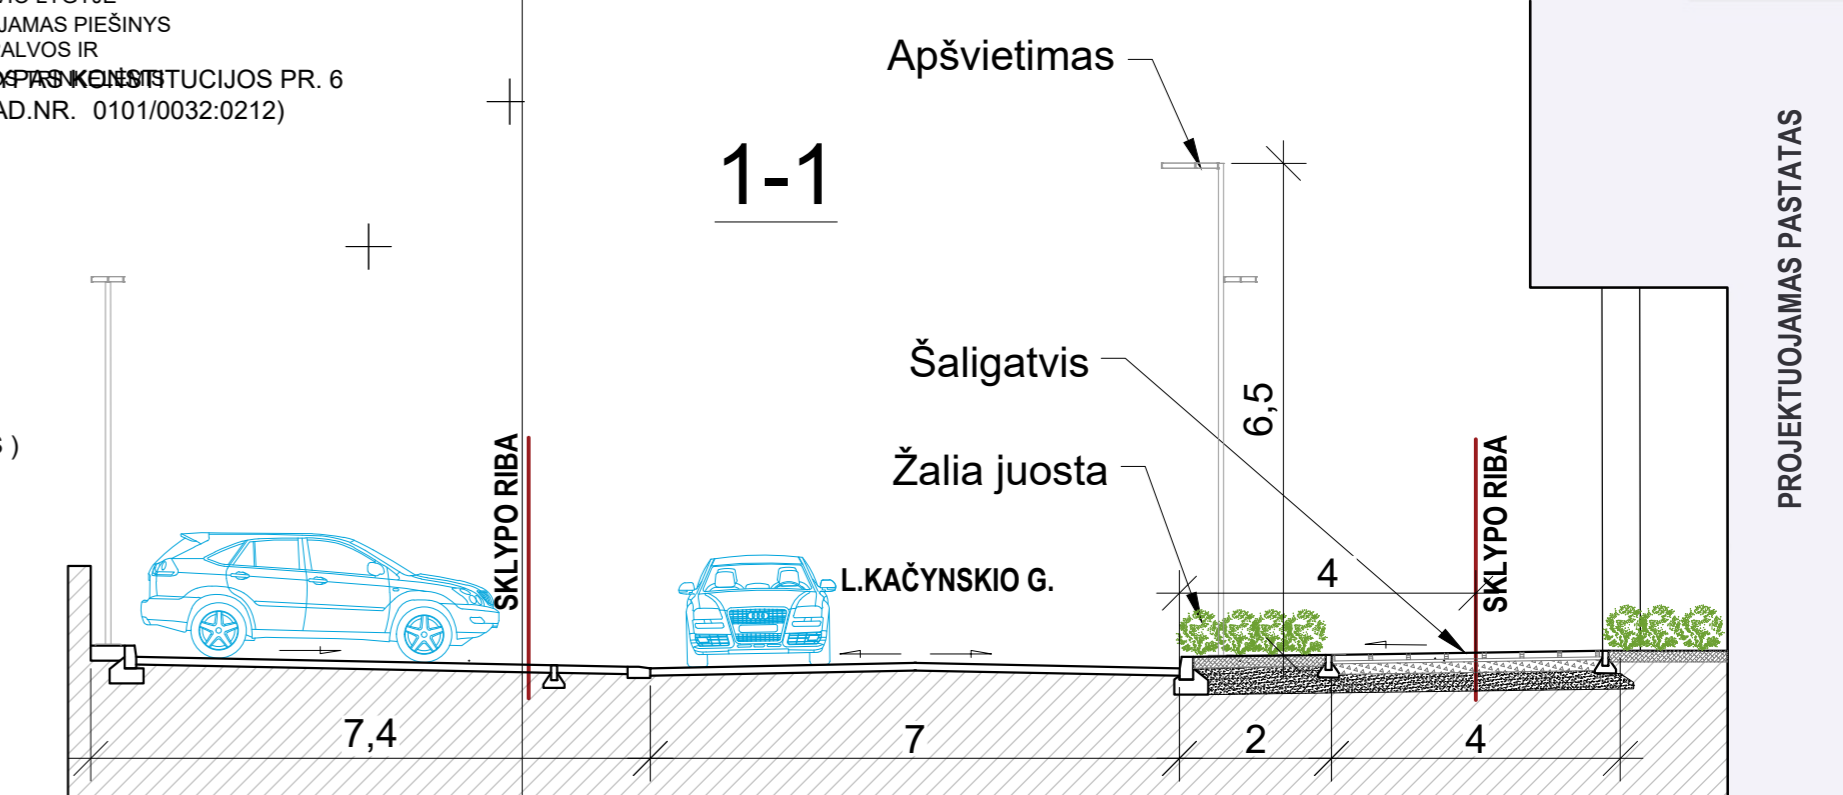 JAMAS PIEŠINYS
ALVOS IR
KONSTITUCIJOS PR. 6
AD.NR. 0101/0032:0212)
Apšvietimas
1-1
Šaligatvis
6,5
Žalia juosta
SKLYPO RIBA
L.KAČYNSKIO G.
4
SKLYPO RIBA
PROJEKTUOJAMAS PASTATAS
7,4
7
2
4